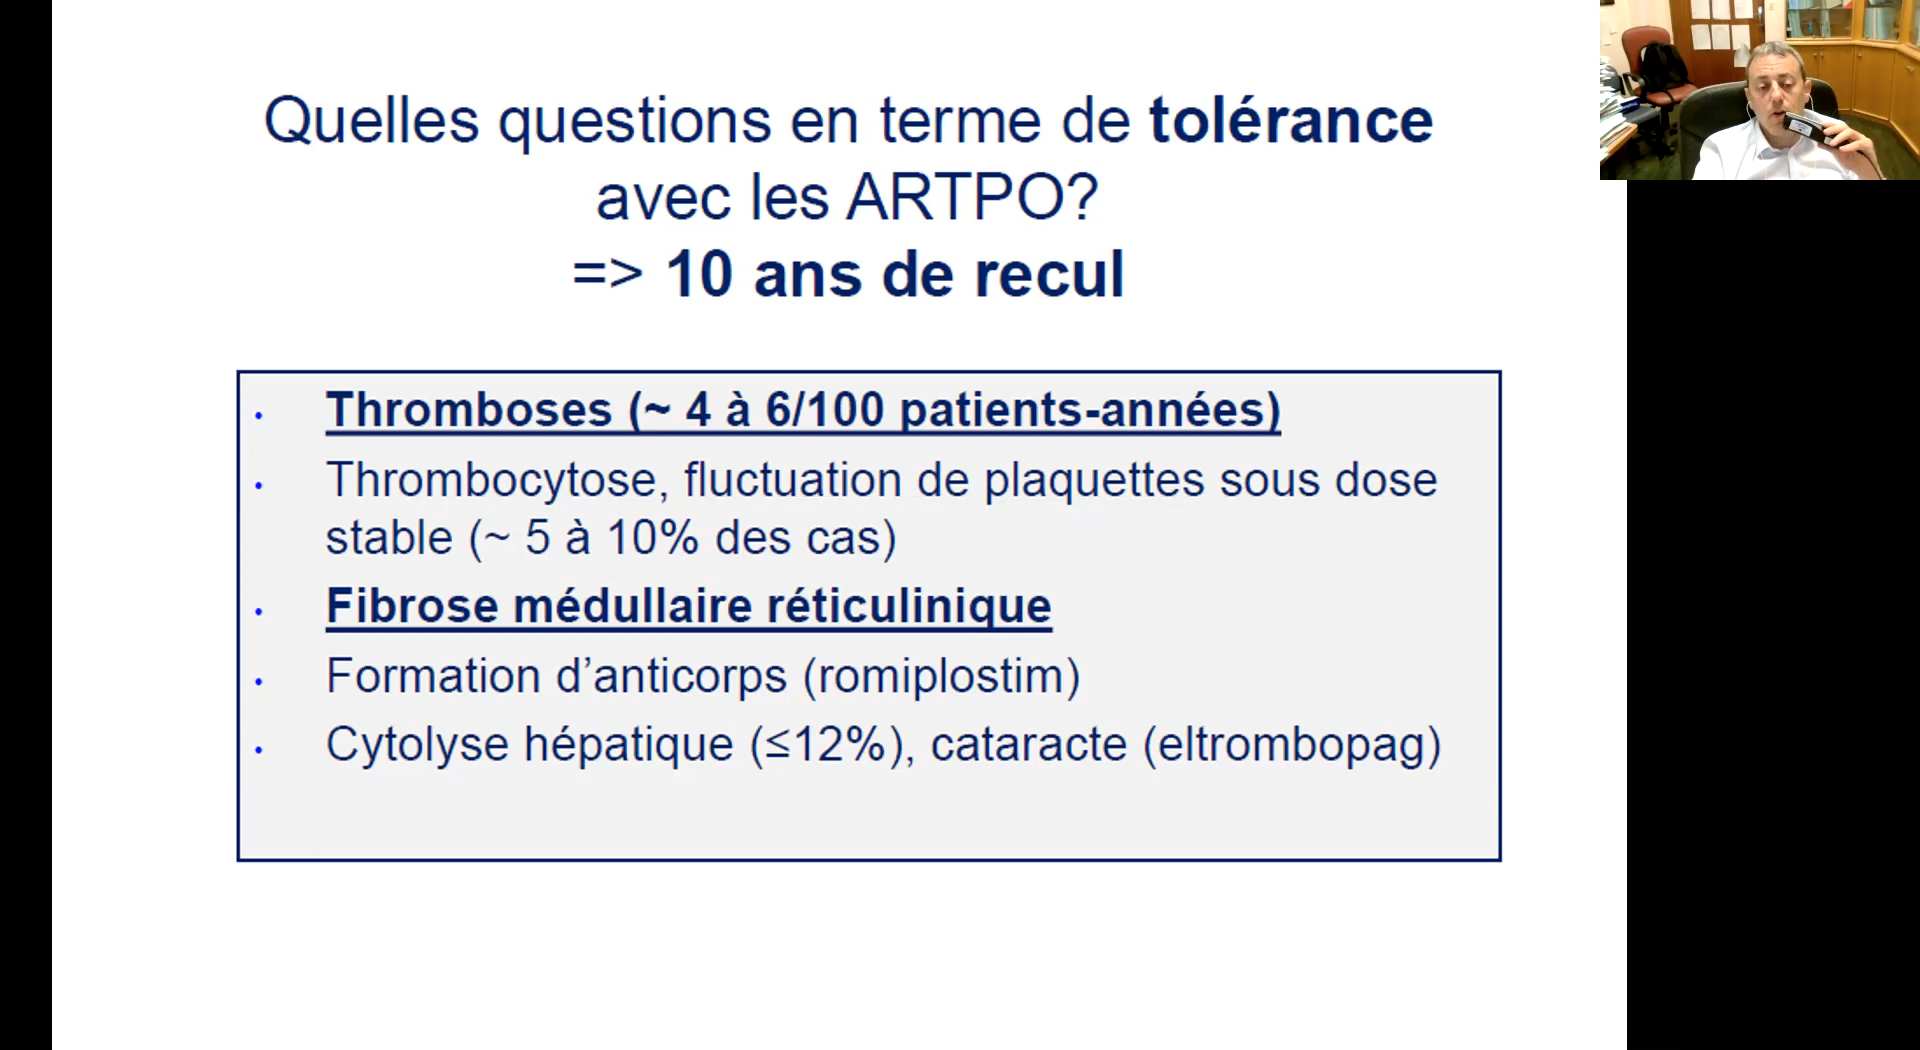 Quelles questions en terme de tolérance
avec les ARTPO?
=> 10 ans de recul
• Thromboses (~ 4 à 6/100 patients-années)
• Thrombocytose, fluctuation de plaquettes sous dose
stable (~ 5 à 10% des cas)
• Fibrose médullaire réticulinique
• Formation d’anticorps (romiplostim)
• Cytolyse hépatique (≤12%), cataracte (eltrombopag)